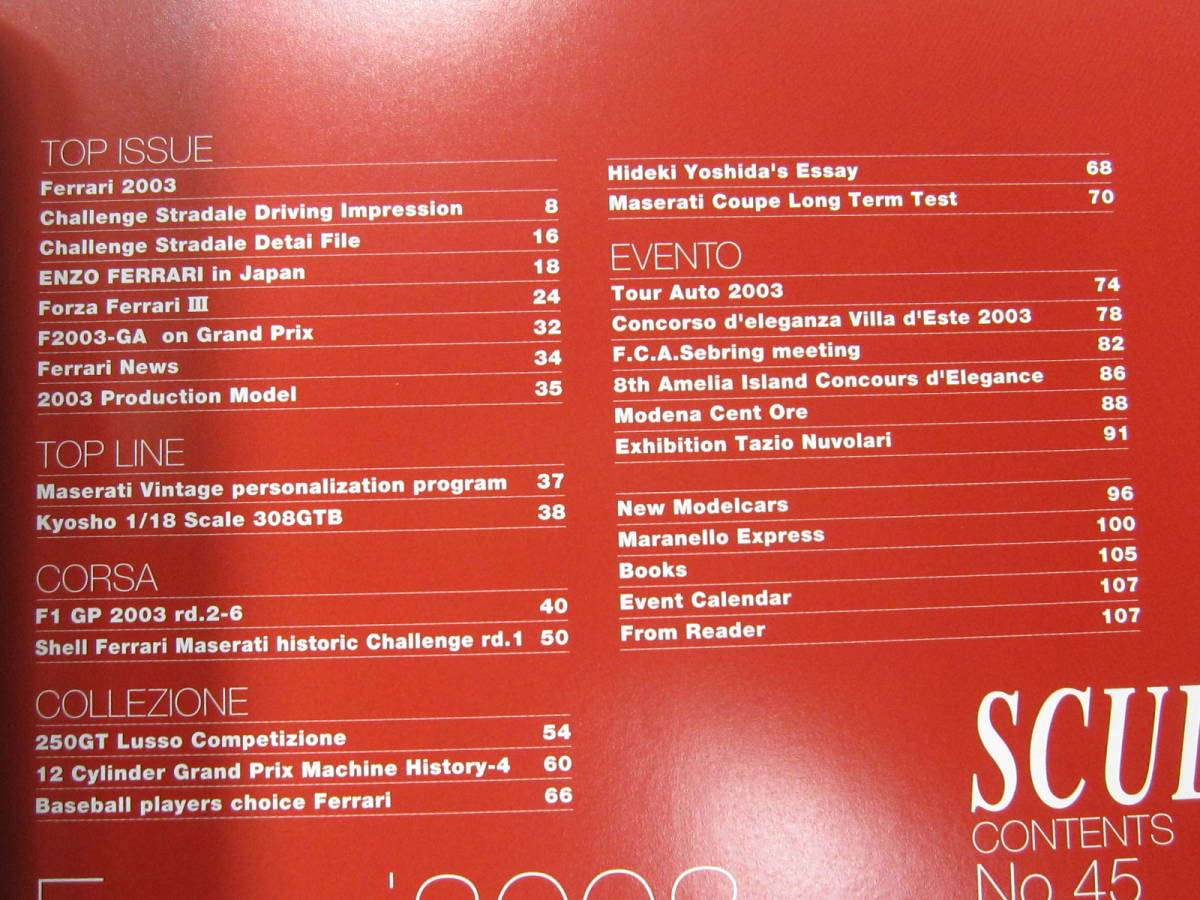 TOP ISSUE
Ferrari 2003
Challenge Stradale Driving Impression 8
Challenge Stradale Detai File 16
ENZO FERRARI in Japan 18
Forza Ferrari III 24
F2003-GA on Grand Prix 32
Ferrari News 34
2003 Production Model 35
TOP LINE
Maserati Vintage personalization program 37
Kyosho 1/18 Scale 308GTB 38
CORSA
F1 GP 2003 rd.2-6 40
Shell Ferrari Maserati historic Challenge rd.1 50
COLLEZIONE
250GT Lusso Competizione 54
12 Cylinder Grand Prix Machine History-4 60
Baseball players choice Ferrari 66
Hideki Yoshida's Essay 68
Maserati Coupe Long Term Test 70
EVENTO
Tour Auto 2003 74
Concorso d'eleganza Villa d'Este 2003 78
F.C.A.Sebring meeting 82
8th Amelia Island Concours d'Elegance 86
Modena Cent Ore 88
Exhibition Tazio Nuvolari 91
New Modelcars 96
Maranello Express 100
Books 105
Event Calendar 107
From Reader 107
SCU
CONTENTS
No.45